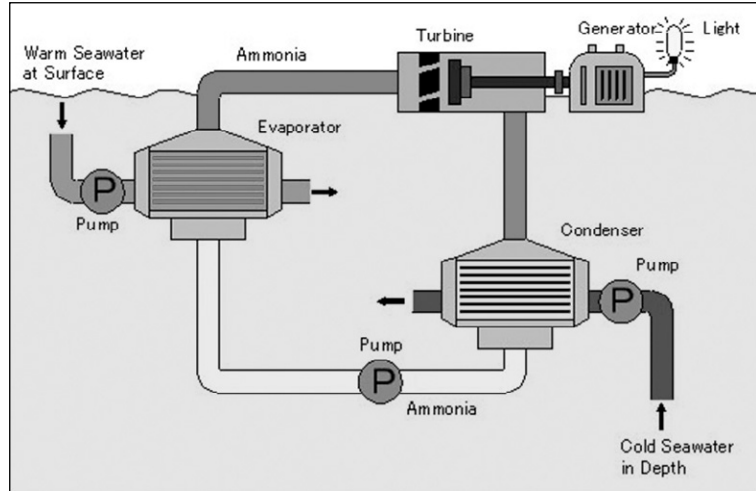 Turbine
Generator
Light
Warm Seawater
at Surface
Ammonia
Evaporator
P
Pump
Condenser
Pump
P
Pump
P
Ammonia
Cold Seawater
in Depth